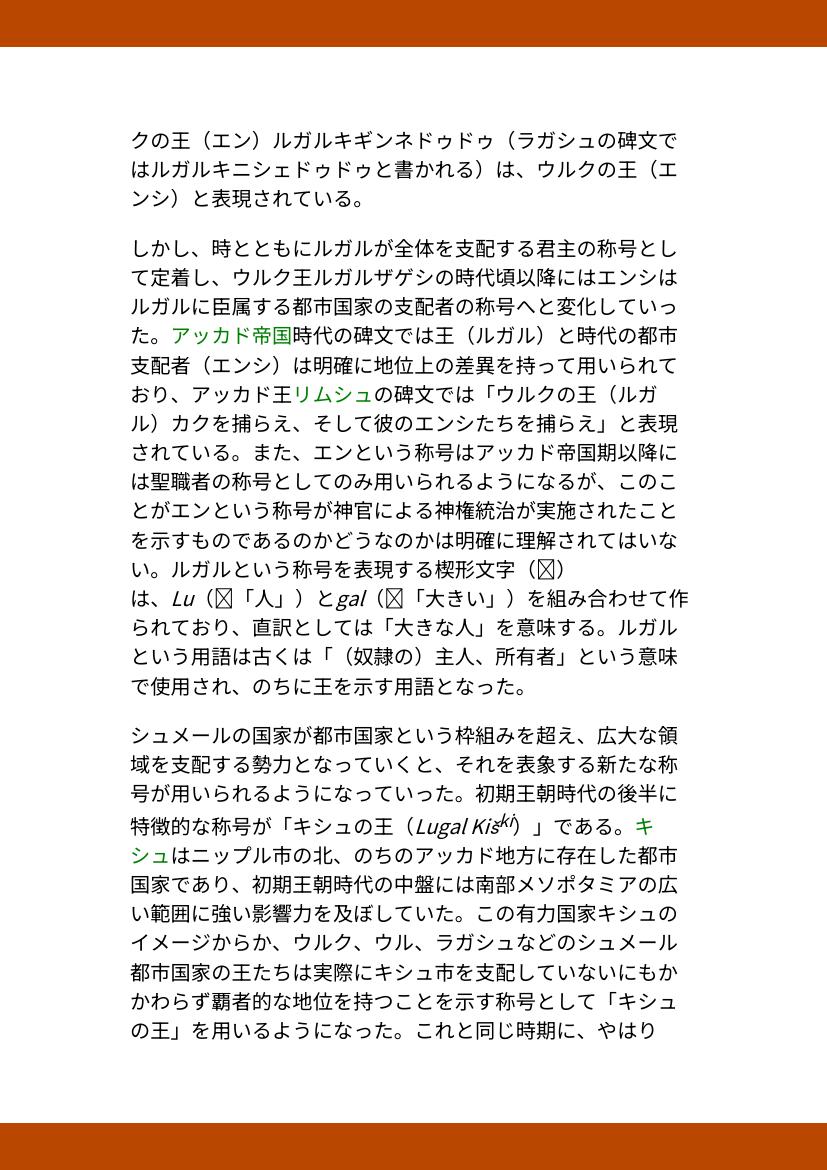 クの王（エン）ルガルキギンネドゥドゥ（ラガシュの碑文で
はルガルキニシェドゥドゥと書かれる）は、ウルクの王（エ
ンシ）と表現されている。
しかし、時とともにルガルが全体を支配する君主の称号とし
て定着し、ウルク王ルガルザゲシの時代頃以降にはエンシは
ルガルに臣属する都市国家の支配者の称号へと変化していっ
た。アッカド帝国時代の碑文では王（ルガル）と時代の都市
支配者（エンシ）は明確に地位上の差異を持って用いられて
おり、アッカド王リムシュの碑文では「ウルクの王（ルガ
ル）カクを捕らえ、そして彼のエンシたちを捕らえ」と表現
されている。また、エンという称号はアッカド帝国期以降に
は聖職者の称号としてのみ用いられるようになるが、このこ
とがエンという称号が神官による神権統治が実施されたこと
を示すものであるのかどうなのかは明確に理解されてはいな
い。ルガルという称号を表現する楔形文字（）
は、Lu（「人」）とgal（「大きい」）を組み合わせて作
られており、直訳としては「大きな人」を意味する。ルガル
という用語は古くは「（奴隷の）主人、所有者」という意味
で使用され、のちに王を示す用語となった。
シュメールの国家が都市国家という枠組みを超え、広大な領
域を支配する勢力となっていくと、それを表象する新たな称
号が用いられるようになっていった。初期王朝時代の後半に
特徴的な称号が「キシュの王（Lugal Kiški）」である。キ
シュはニップル市の北、のちのアッカド地方に存在した都市
国家であり、初期王朝時代の中盤には南部メソポタミアの広
い範囲に強い影響力を及ぼしていた。この有力国家キシュの
イメージからか、ウルク、ウル、ラガシュなどのシュメール
都市国家の王たちは実際にキシュ市を支配していないにもか
かわらず覇者的な地位を持つことを示す称号として「キシュ
の王」を用いるようになった。これと同じ時期に、やはり